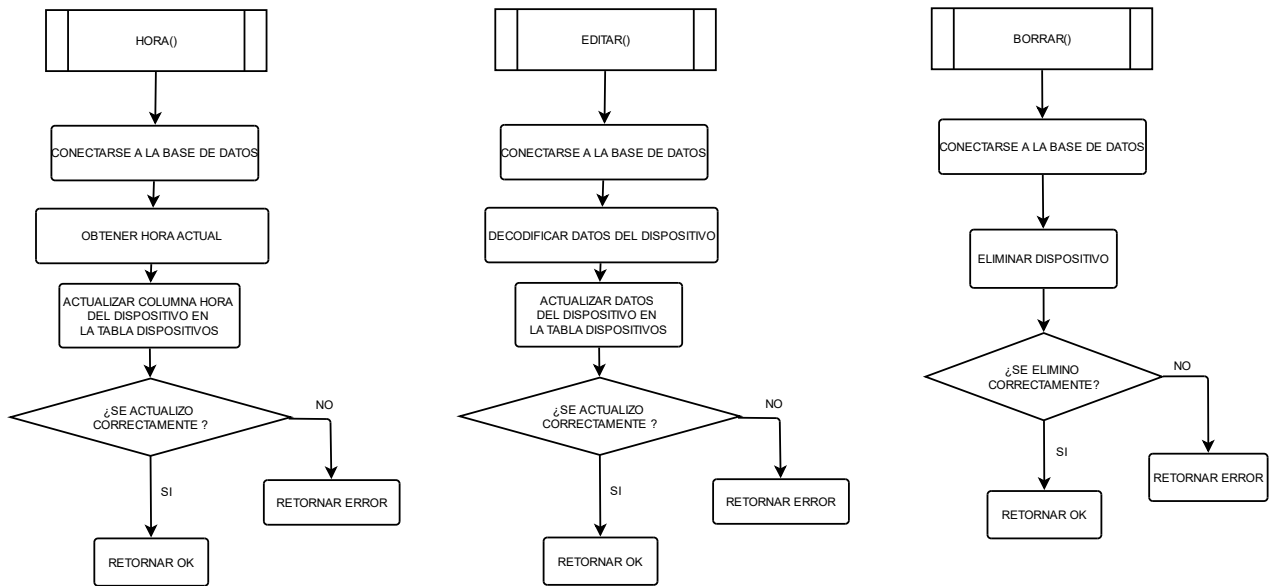 HORA()
CONECTARSE A LA BASE DE DATOS
OBTENER HORA ACTUAL
ACTUALIZAR COLUMNA HORA
DEL DISPOSITIVO EN
LA TABLA DISPOSITIVOS
¿SE ACTUALIZO
CORRECTAMENTE ?
NO
SI
RETORNAR ERROR
RETORNAR OK
EDITAR()
CONECTARSE A LA BASE DE DATOS
DECODIFICAR DATOS DEL DISPOSITIVO
ACTUALIZAR DATOS
DEL DISPOSITIVO EN
LA TABLA DISPOSITIVOS
¿SE ACTUALIZO
CORRECTAMENTE ?
NO
SI
RETORNAR ERROR
RETORNAR OK
BORRAR()
CONECTARSE A LA BASE DE DATOS
ELIMINAR DISPOSITIVO
¿SE ELIMINO
CORRECTAMENTE?
NO
SI
RETORNAR ERROR
RETORNAR OK